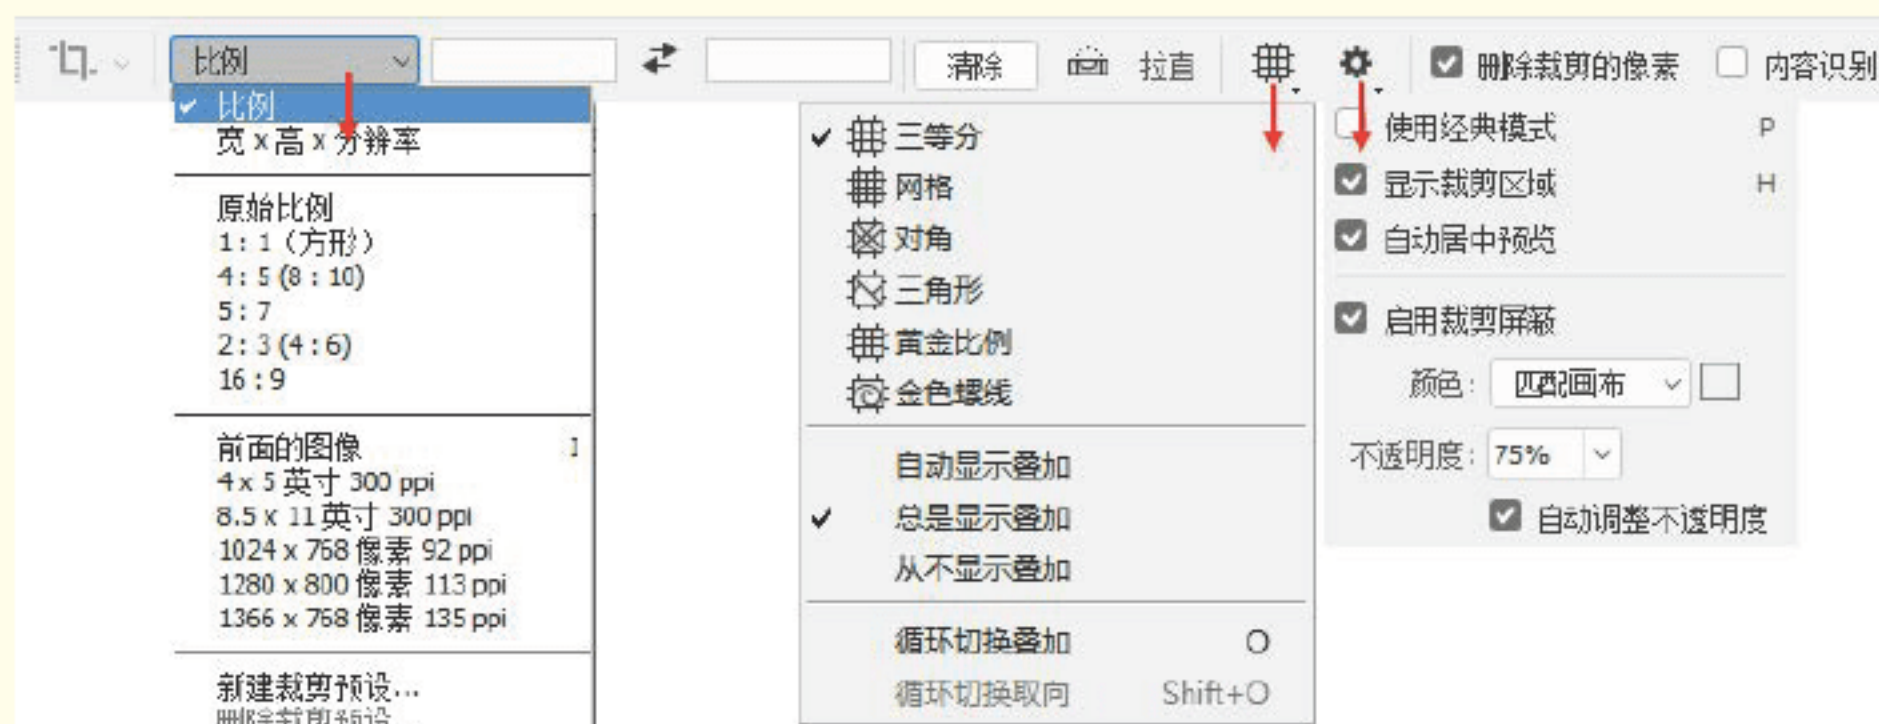 比例 清除 拉直 删除裁剪的像素 内容识别
比例
宽 x 高 x 分辨率
原始比例
1 : 1 (方形)
4 : 5 (8 : 10)
5 : 7
2 : 3 (4 : 6)
16 : 9
前面的图像 I
4 x 5 英寸 300 ppi
8.5 x 11 英寸 300 ppi
1024 x 768 像素 92 ppi
1280 x 800 像素 113 ppi
1366 x 768 像素 135 ppi
新建裁剪预设...
删除裁剪预设...
三等分
网格
对角
三角形
黄金比例
金色螺线
自动显示叠加
总是显示叠加
从不显示叠加
循环切换叠加 O
循环切换取向 Shift+O
使用经典模式 P
显示裁剪区域 H
自动居中预览
启用裁剪屏蔽
颜色: 匹配画布
不透明度: 75%
自动调整不透明度